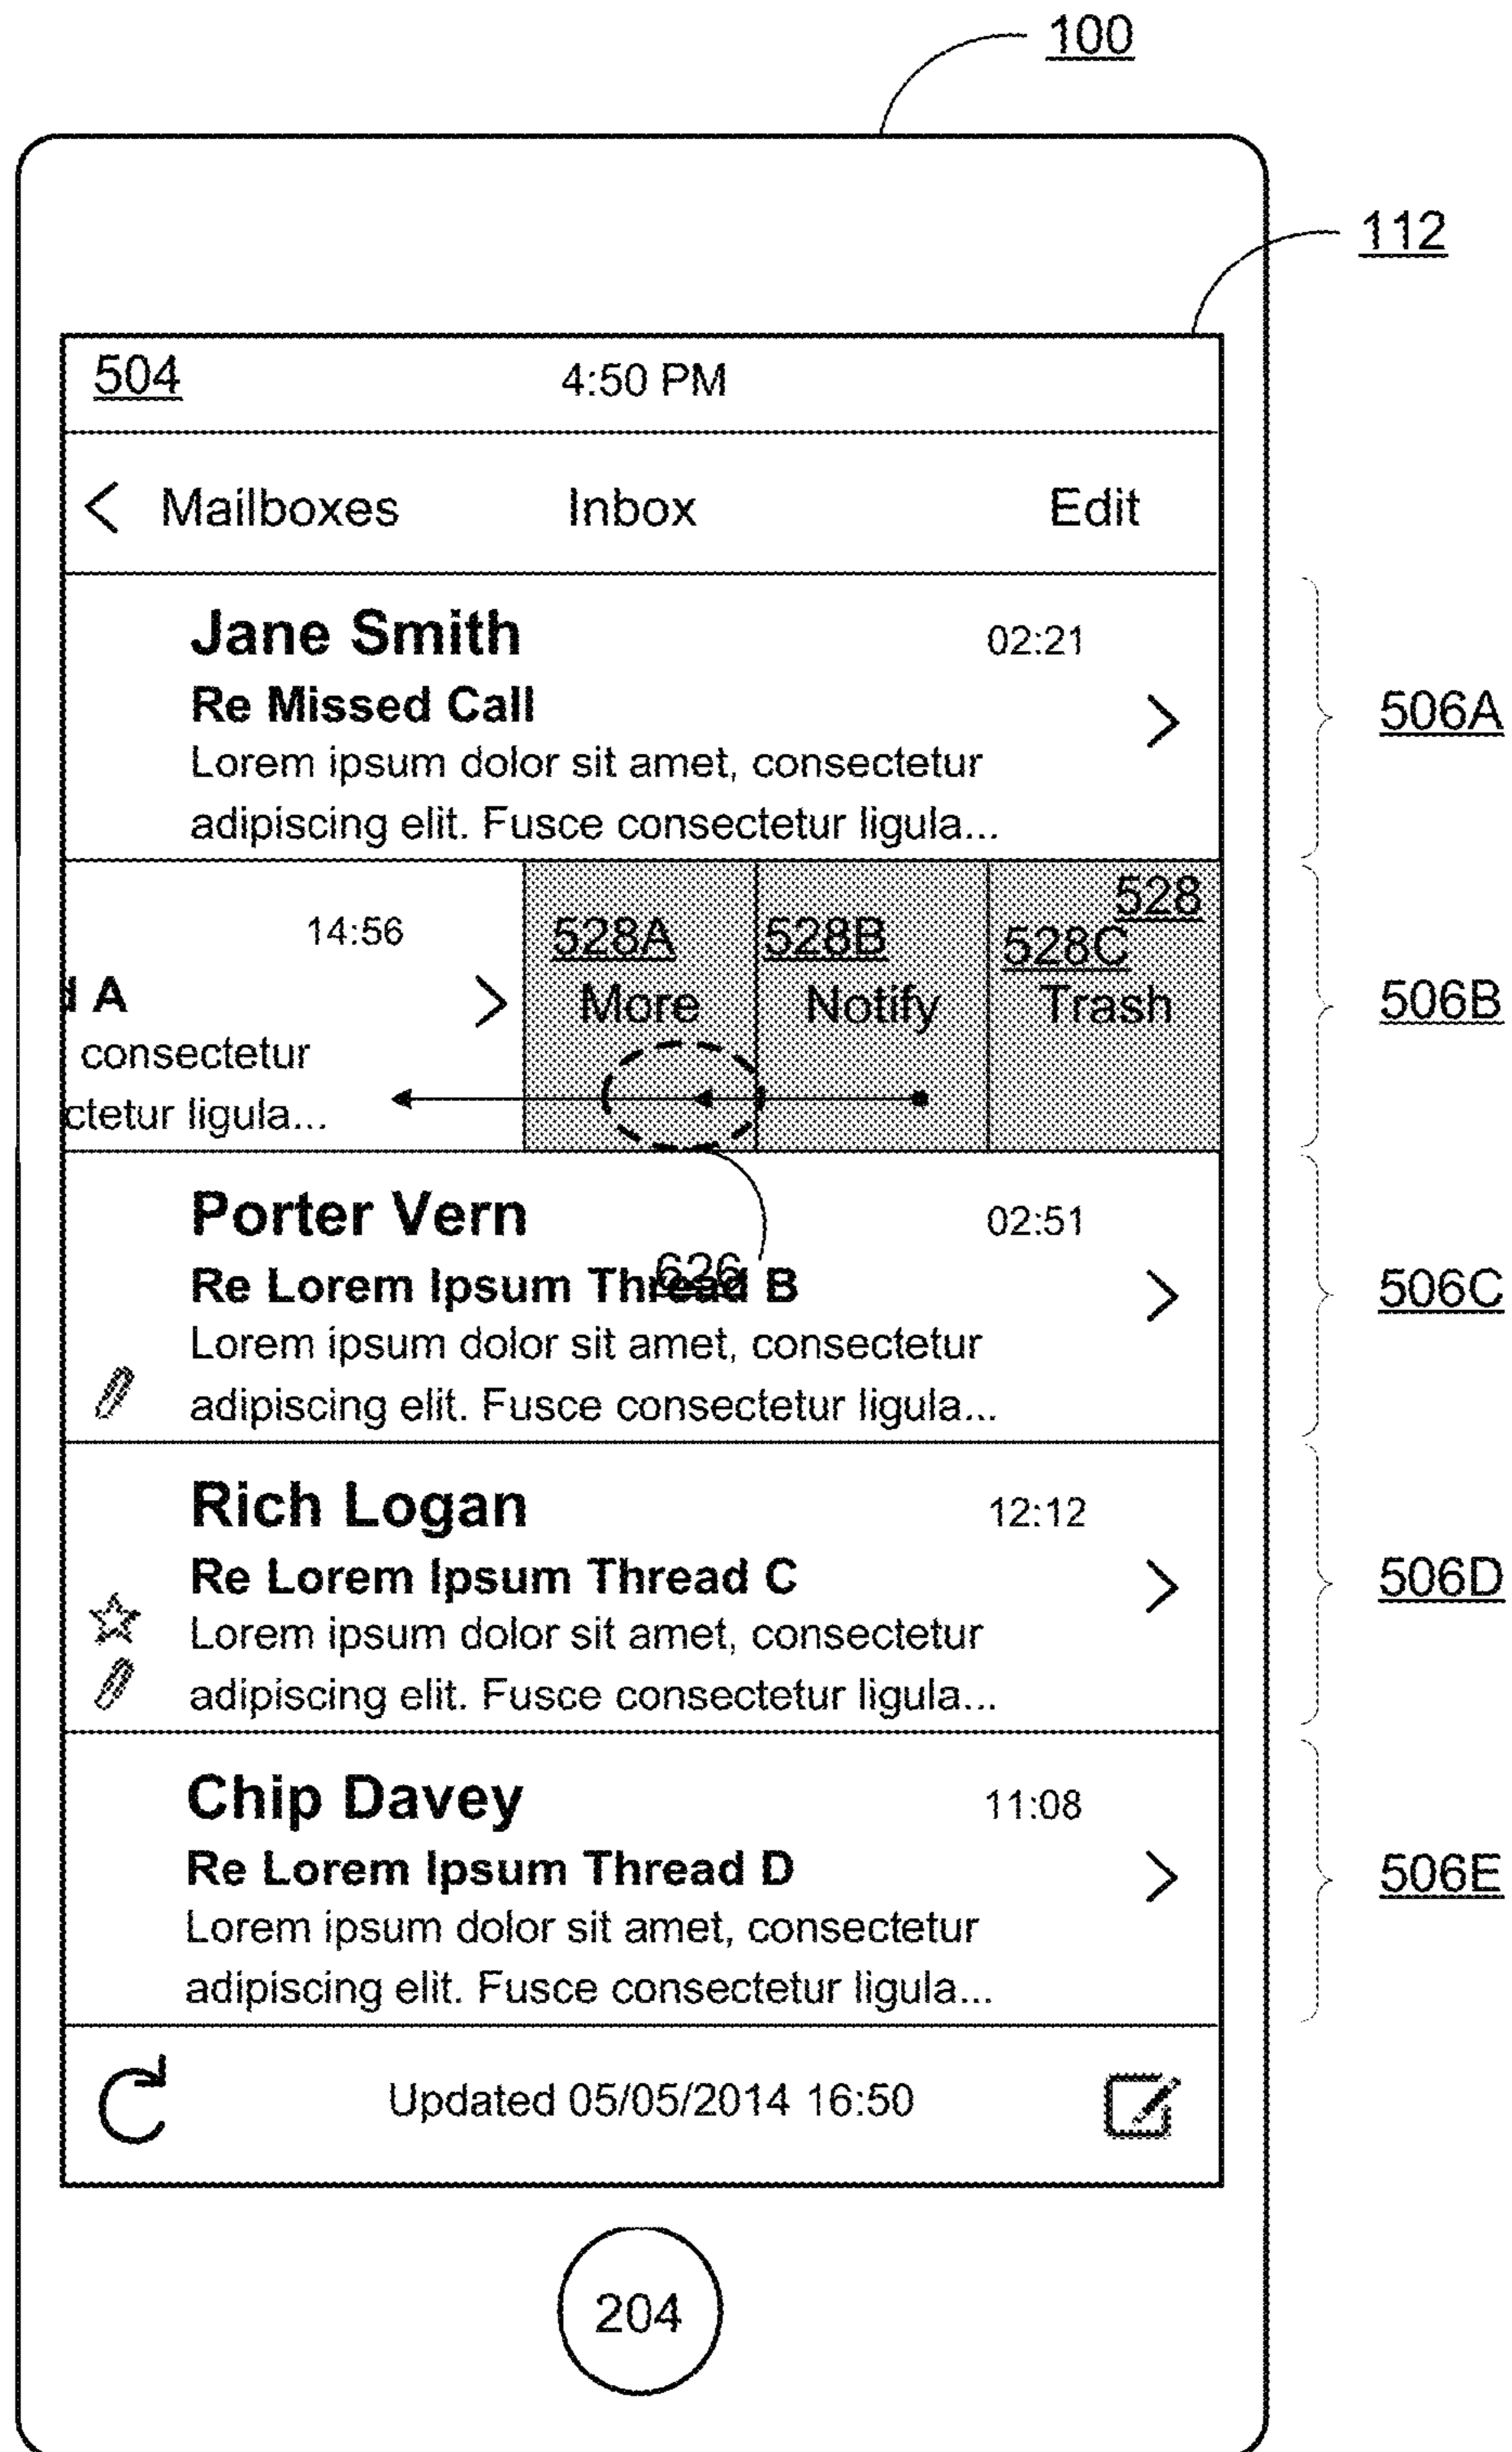 100
112
504 4:50 PM
< Mailboxes Inbox Edit
Jane Smith 02:21
Re Missed Call
Lorem ipsum dolor sit amet, consectetur
adipiscing elit. Fusce consectetur ligula...
506A
528
14:56 528A 528B 528C
d A More Notify Trash
506B
consectetur
ctetur ligula...
Porter Vern 02:51
626
Re Lorem Ipsum Thread B
506C
Lorem ipsum dolor sit amet, consectetur
adipiscing elit. Fusce consectetur ligula...
Rich Logan 12:12
Re Lorem Ipsum Thread C
506D
Lorem ipsum dolor sit amet, consectetur
adipiscing elit. Fusce consectetur ligula...
Chip Davey 11:08
Re Lorem Ipsum Thread D
506E
Lorem ipsum dolor sit amet, consectetur
adipiscing elit. Fusce consectetur ligula...
Updated 05/05/2014 16:50
204